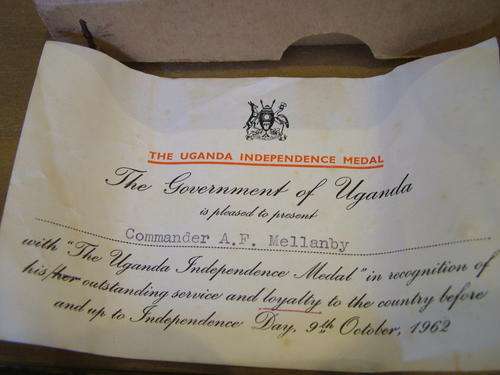 THE UGANDA INDEPENDENCE MEDAL
The Government of Uganda
is pleased to present
Commander A.F. Mellanby
with "The Uganda Independence Medal" in recognition of
his/her outstanding service and loyalty to the country before
and up to Independence Day, 9th October, 1962